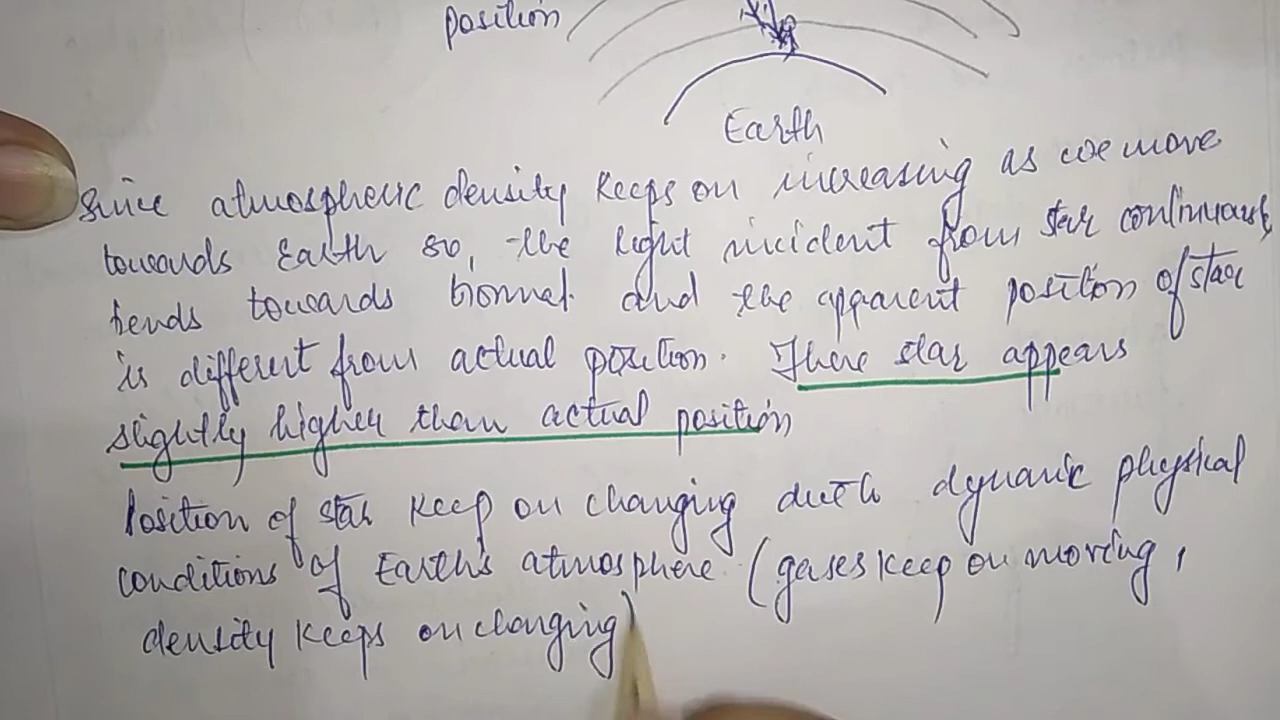 position
Earth
Since atmospheric density keeps on increasing as we move
towards Earth so, the light incident from star continuously
bends towards normal and the apparent position of star
is different from actual position. There star appears
slightly higher than actual position
Position of star keep on changing due to dynamic physical
conditions of Earth's atmosphere (gases keep on moving,
density keeps on changing)